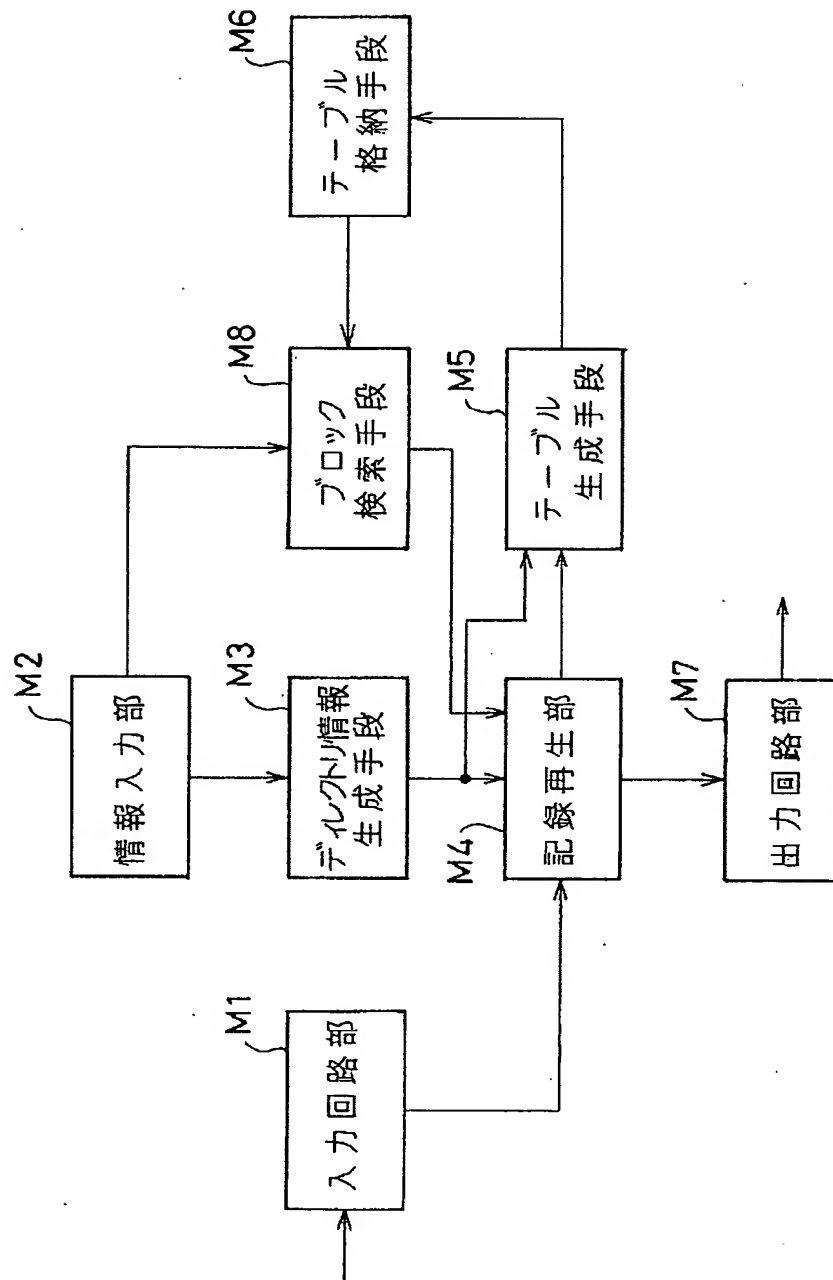 M1
入力回路部
M2
情報入力部
M3
ディレクトリ情報
生成手段
M4
記録再生部
M7
出力回路部
M8
ブロック
検索手段
M5
テーブル
生成手段
M6
テーブル
格納手段